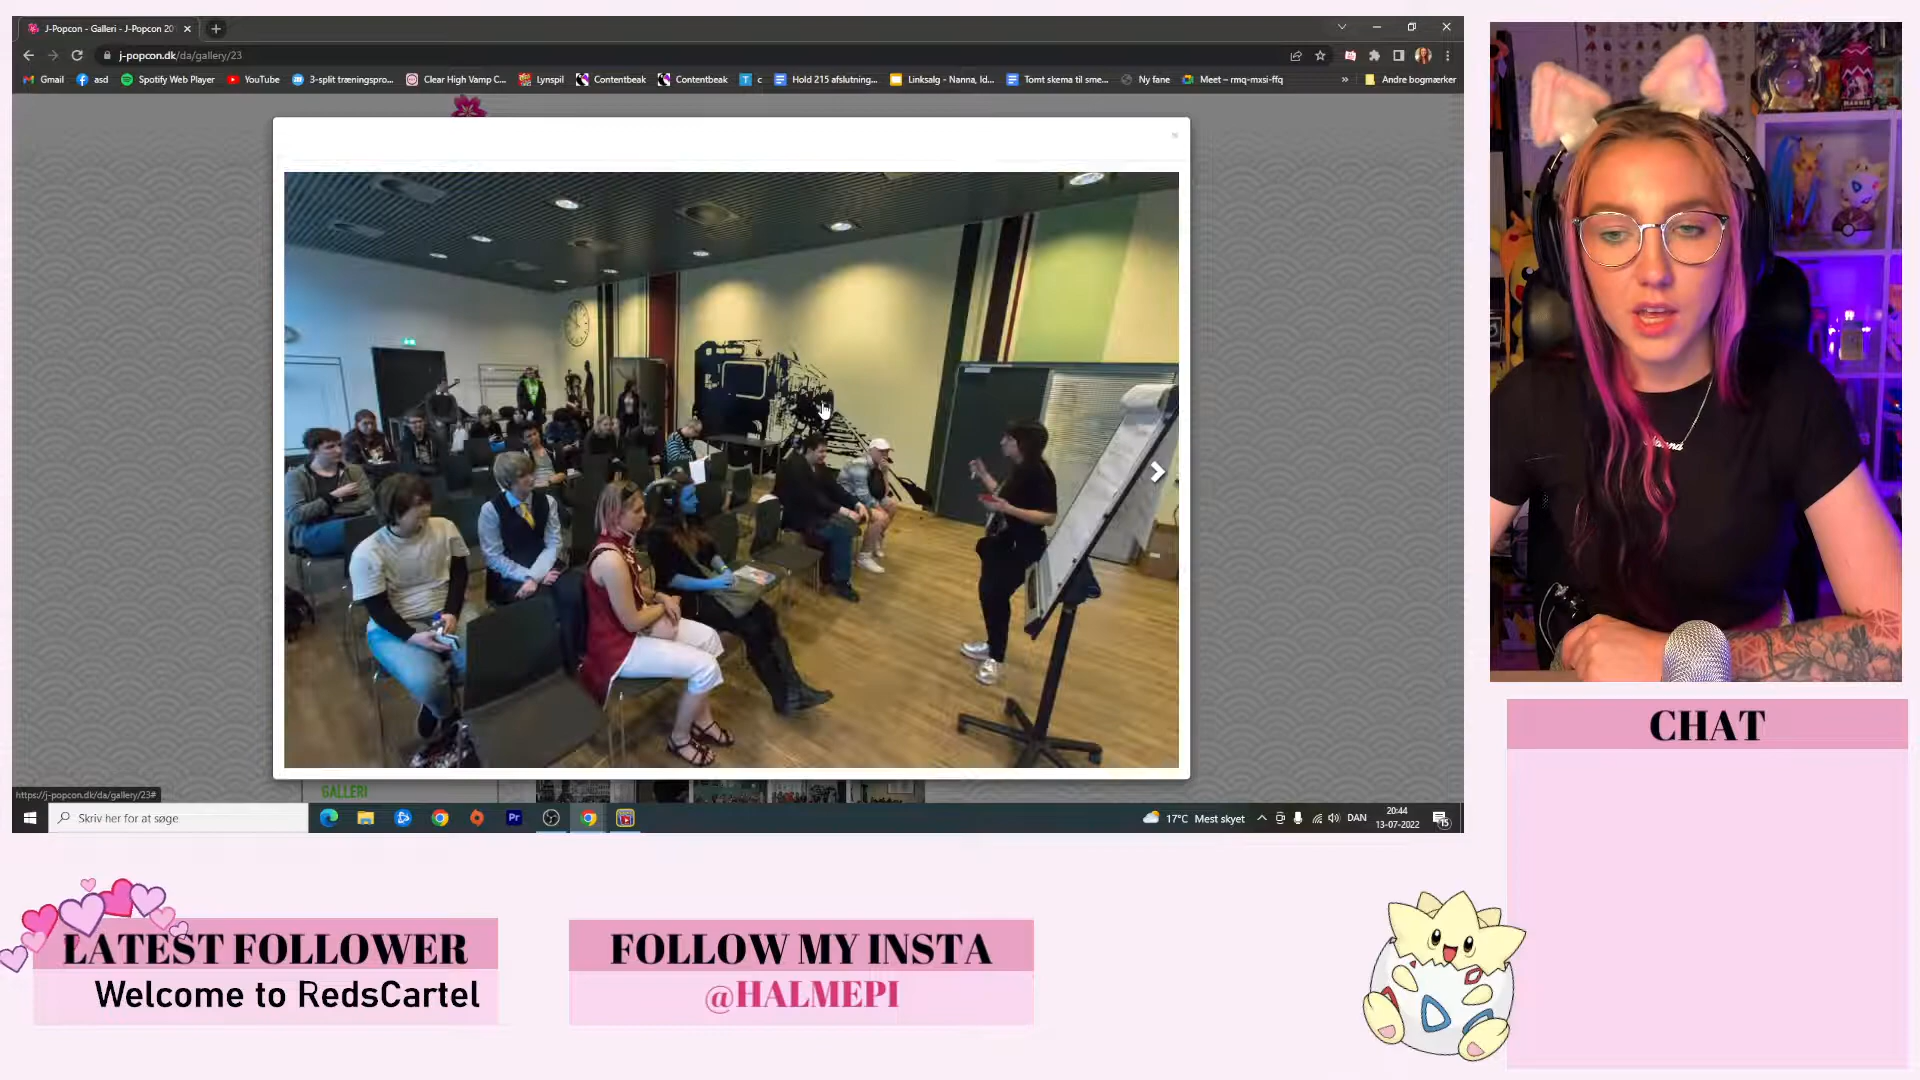 J-Popcon - Galleri - J-Popcon 20
j-popcon.dk/da/gallery/23
Gmail
asd
Spotify Web Player
YouTube
3-split træningspro...
Clear High Vamp C...
Lynspil
Contentbeak
Contentbeak
c
Hold 215 afslutning...
Linksalg - Nanna, Id...
Tomt skema til sme...
Ny fane
Meet – rmq-mxsi-ffq
»
Andre bogmærker
GALLERI
https://j-popcon.dk/da/gallery/23#
Skriv her for at søge
Pr
17°C Mest skyet
DAN
20:44
13-07-2022
15
CHAT
LATEST FOLLOWER
Welcome to RedsCartel
FOLLOW MY INSTA
@HALMEPI